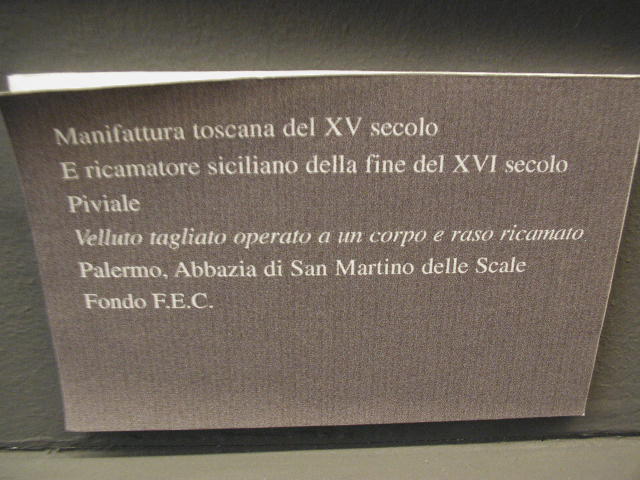 Manifattura toscana del XV secolo
E ricamatore siciliano della fine del XVI secolo
Piviale
Velluto tagliato operato a un corpo e raso ricamato
Palermo, Abbazia di San Martino delle Scale
Fondo F.E.C.